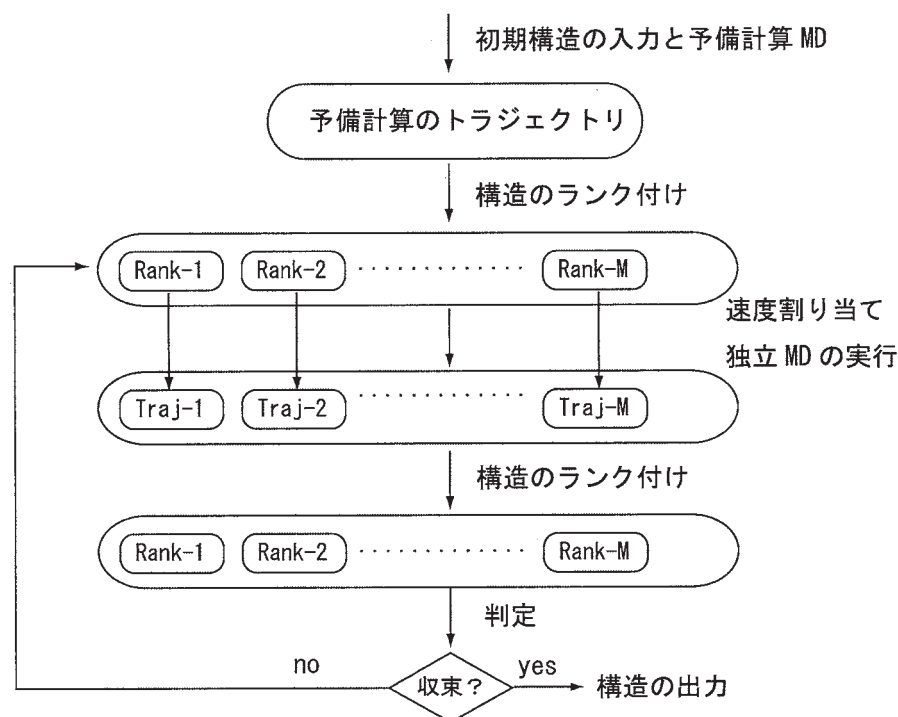 初期構造の入力と予備計算 MD
予備計算のトラジェクトリ
構造のランク付け
Rank-1 Rank-2 ・・・・・・・・・・・・・・ Rank-M
速度割り当て
独立 MD の実行
Traj-1 Traj-2 ・・・・・・・・・・・・・・ Traj-M
構造のランク付け
Rank-1 Rank-2 ・・・・・・・・・・・・・・ Rank-M
判定
no 収束? yes 構造の出力